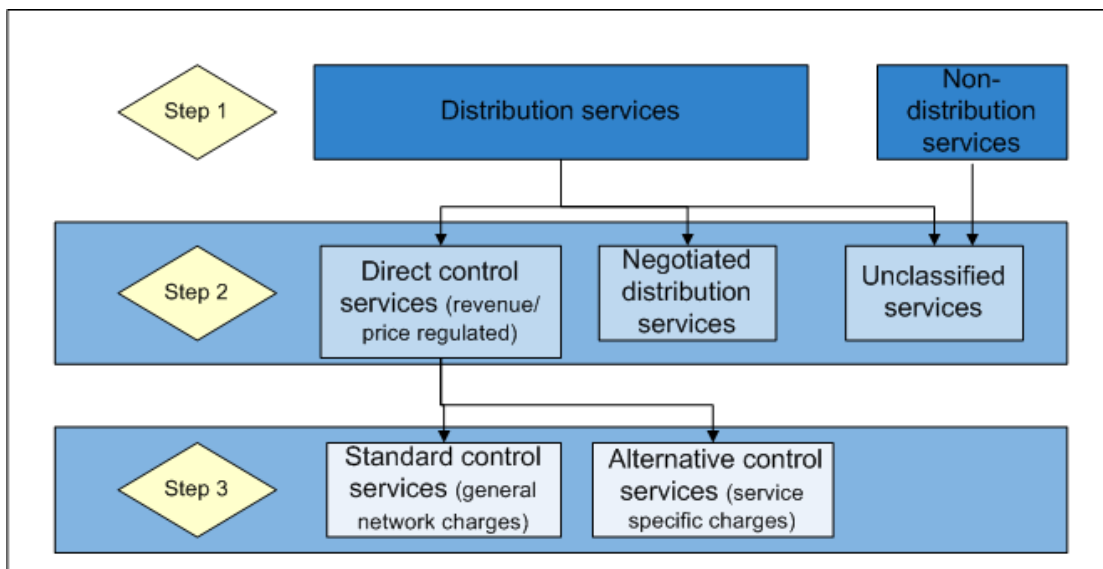 Step 1
Distribution services
Non-
distribution
services
Step 2
Direct control
services (revenue/
price regulated)
Negotiated
distribution
services
Unclassified
services
Step 3
Standard control
services (general
network charges)
Alternative control
services (service
specific charges)